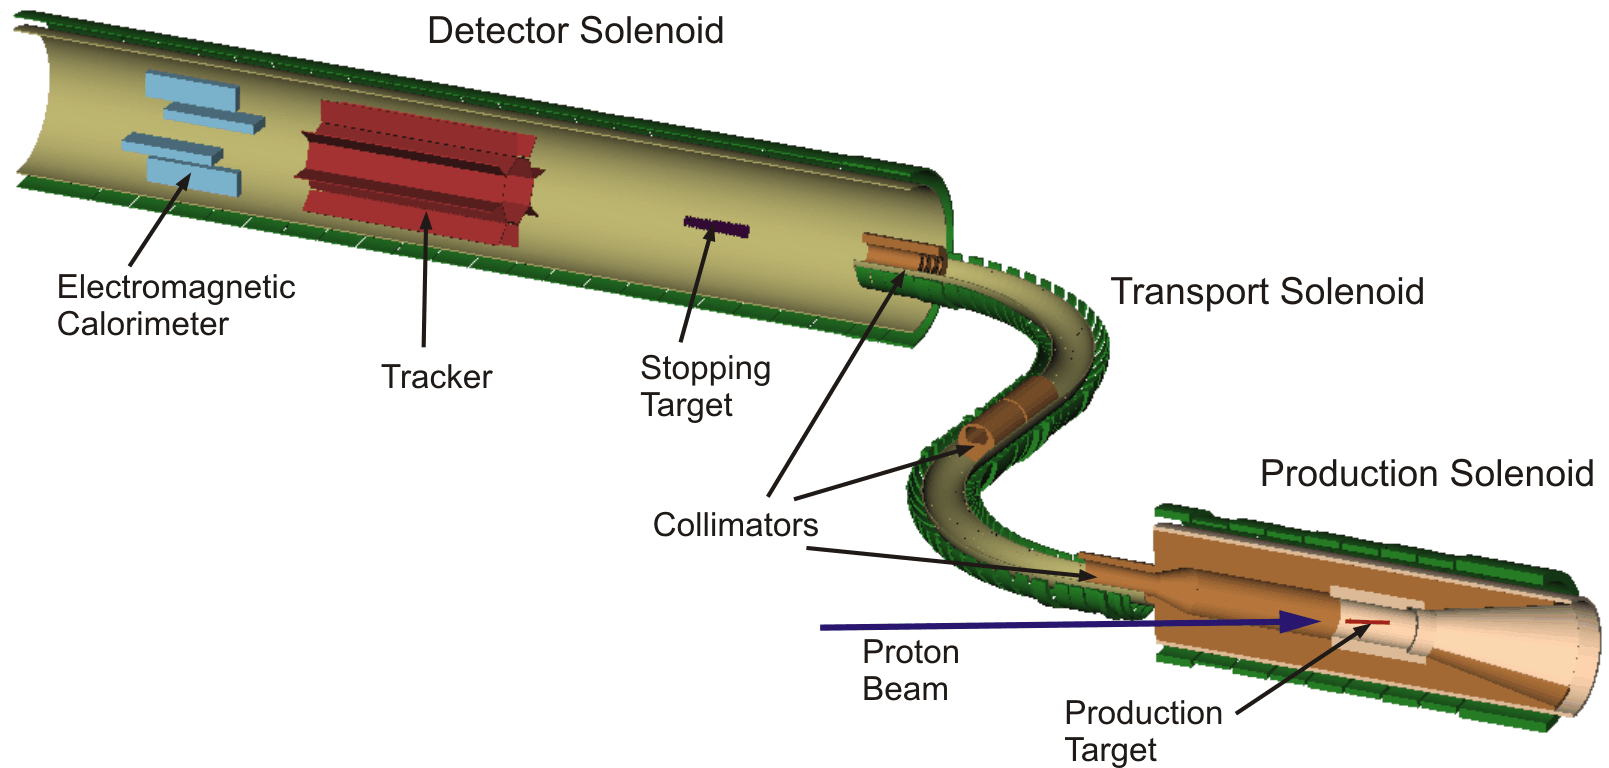 Detector Solenoid
Electromagnetic
Calorimeter
Tracker
Stopping
Target
Transport Solenoid
Collimators
Production Solenoid
Proton
Beam
Production
Target